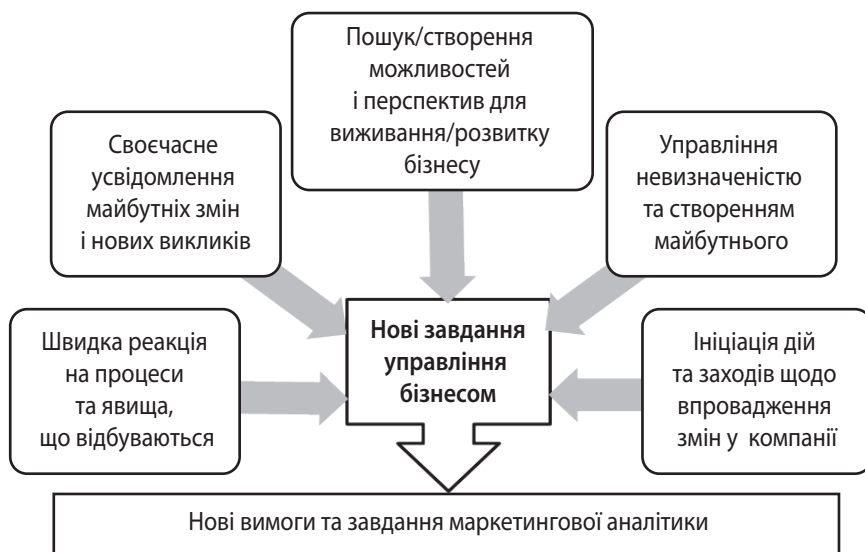 Пошук/створення
можливостей
і перспектив для
виживання/розвитку
бізнесу
Своєчасне
усвідомлення
майбутніх змін
і нових викликів
Управління
невизначеністю
та створенням
майбутнього
Швидка реакція
на процеси
та явища,
що відбуваються
Нові завдання
управління
бізнесом
Ініціація дій
та заходів щодо
впровадження
змін у компанії
Нові вимоги та завдання маркетингової аналітики